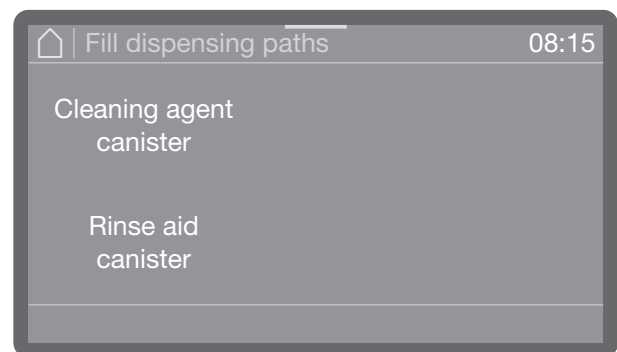 Fill dispensing paths 08:15
Cleaning agent
canister
Rinse aid
canister